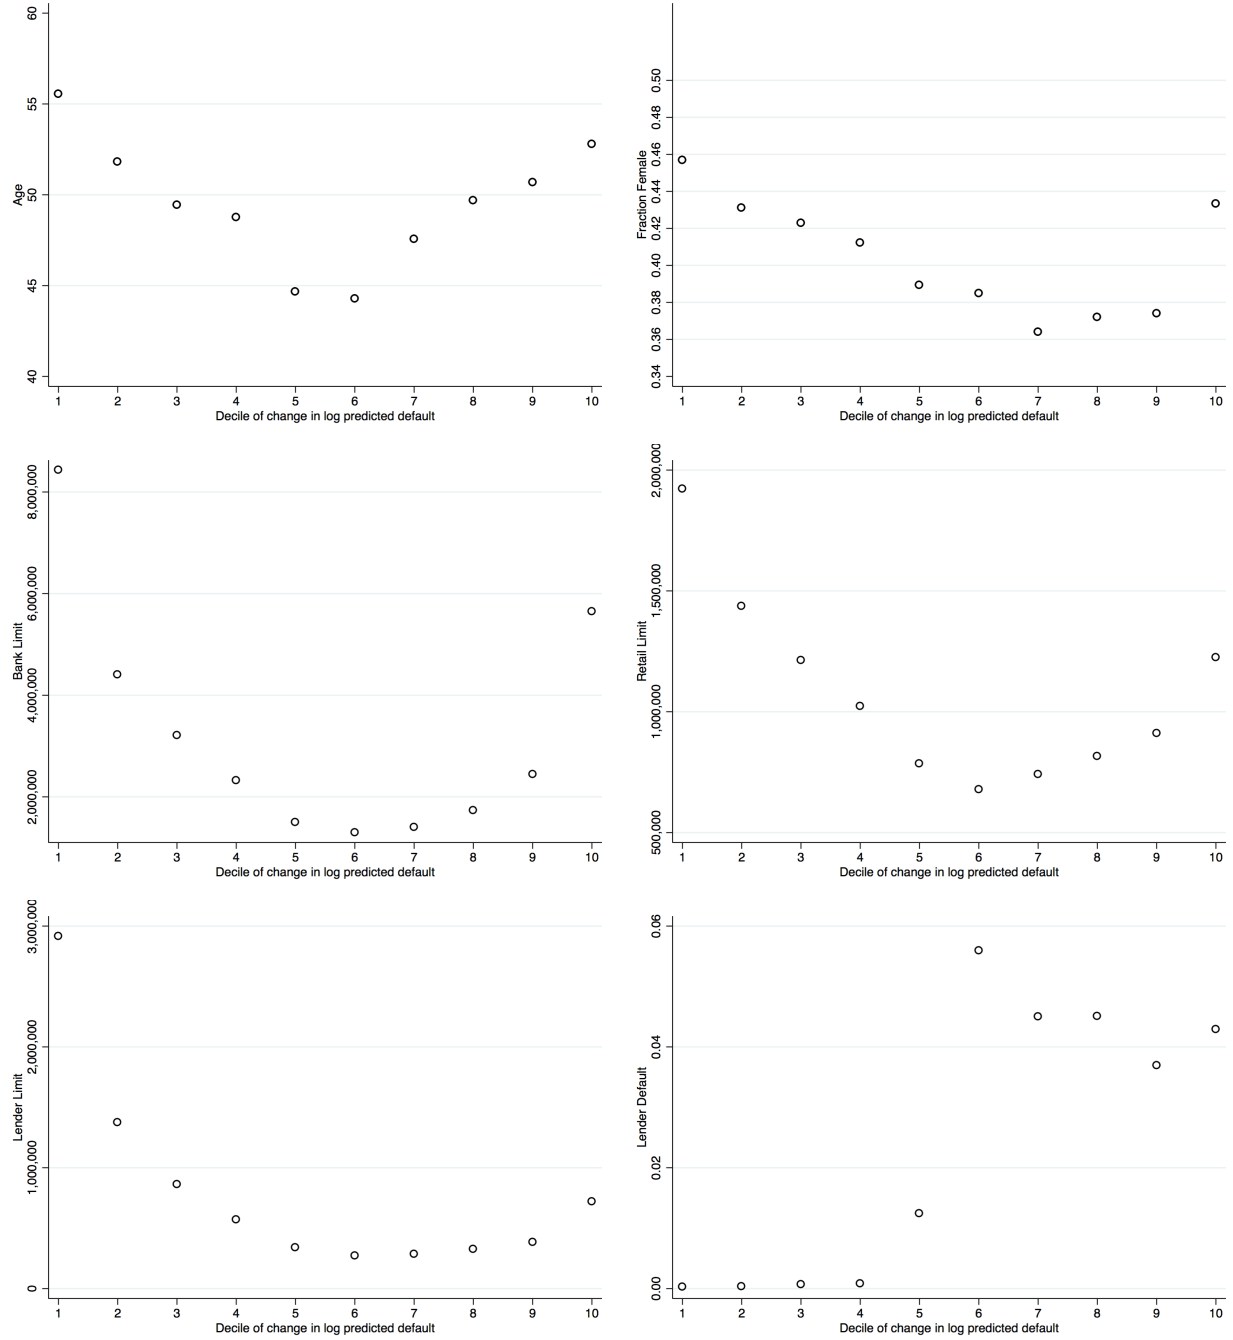 60
55
50
45
40
Age
1 2 3 4 5 6 7 8 9 10
Decile of change in log predicted default
0.50
0.48
0.46
0.44
0.42
0.40
0.38
0.36
0.34
Fraction Female
1 2 3 4 5 6 7 8 9 10
Decile of change in log predicted default
8,000,000
6,000,000
4,000,000
2,000,000
Bank Limit
1 2 3 4 5 6 7 8 9 10
Decile of change in log predicted default
2,000,000
1,500,000
1,000,000
500,000
Retail Limit
1 2 3 4 5 6 7 8 9 10
Decile of change in log predicted default
3,000,000
2,000,000
1,000,000
0
Lender Limit
1 2 3 4 5 6 7 8 9 10
Decile of change in log predicted default
0.06
0.04
0.02
0.00
Lender Default
1 2 3 4 5 6 7 8 9 10
Decile of change in log predicted default